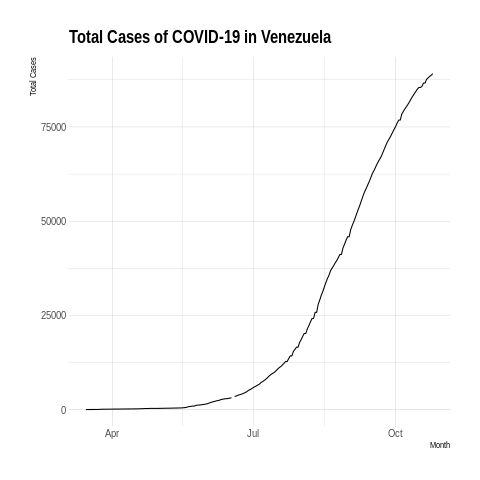 Total Cases of COVID-19 in Venezuela
Total Cases
75000
50000
25000
0
Apr
Jul
Oct
Month